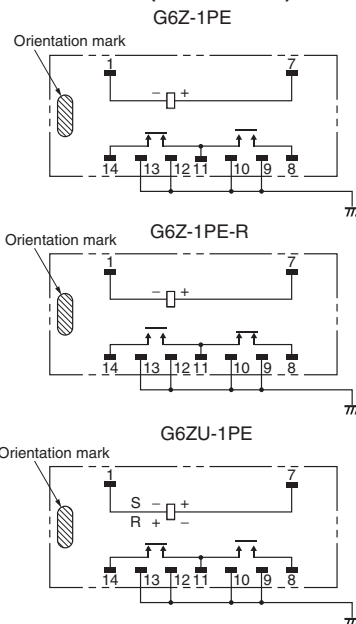 G6Z-1PE
Orientation mark
1 7
− +
14 13 12 11 10 9 8
G6Z-1PE-R
Orientation mark
1 7
− +
14 13 12 11 10 9 8
G6ZU-1PE
Orientation mark
1 7
S − +
R + −
14 13 12 11 10 9 8